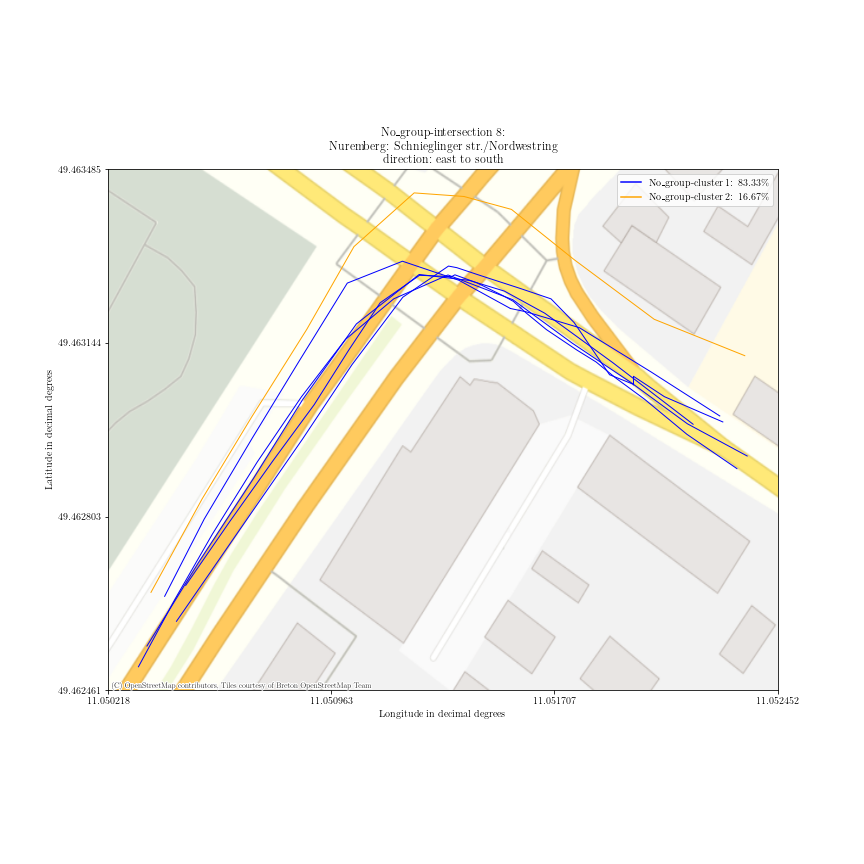 No_group-intersection 8:
Nuremberg: Schnieglinger str./Nordwestring
direction: east to south
49.463485
49.463144
49.462803
49.462461
Latitude in decimal degrees
No_group-cluster 1: 83.33%
No_group-cluster 2: 16.67%
(C) OpenStreetMap contributors, Tiles courtesy of Breton OpenStreetMap Team
11.050218
11.050963
11.051707
11.052452
Longitude in decimal degrees